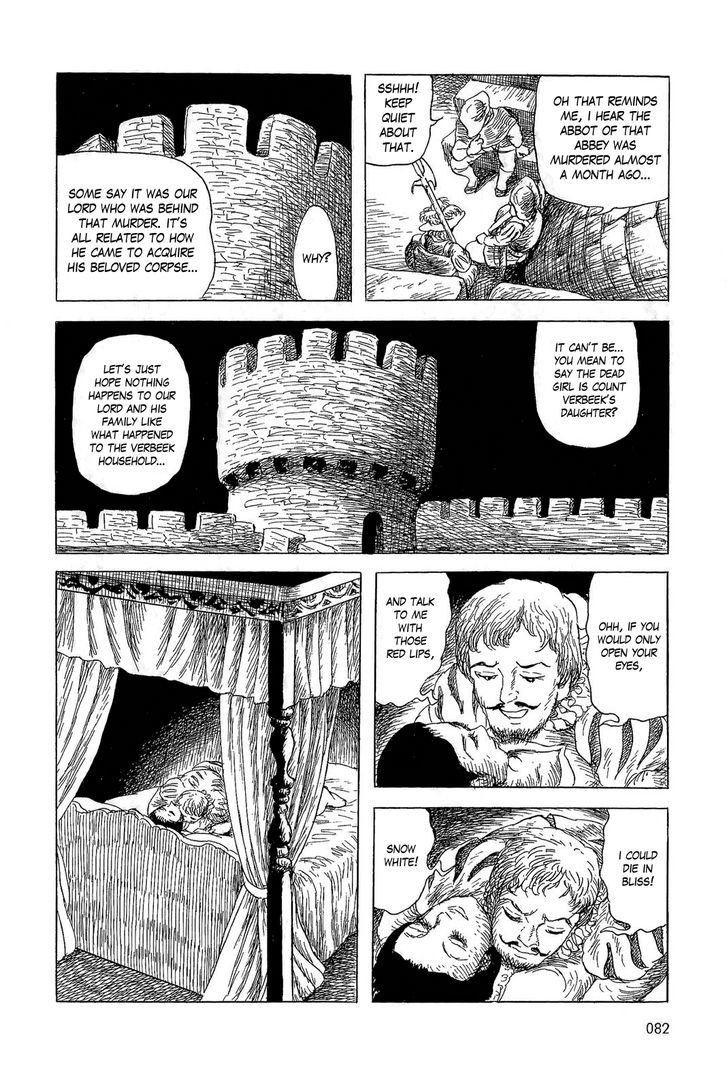 OH THAT REMINDS
ME, I HEAR THE
ABBOT OF THAT
ABBEY WAS
MURDERED ALMOST
A MONTH AGO...
SSHHH!
KEEP
QUIET
ABOUT
THAT.
WHY?
SOME SAY IT WAS OUR
LORD WHO WAS BEHIND
THAT MURDER. IT'S
ALL RELATED TO HOW
HE CAME TO ACQUIRE
HIS BELOVED CORPSE...
IT CAN'T BE...
YOU MEAN TO
SAY THE DEAD
GIRL IS COUNT
VERBEEK'S
DAUGHTER?
LET'S JUST
HOPE NOTHING
HAPPENS TO OUR
LORD AND HIS
FAMILY LIKE
WHAT HAPPENED
TO THE VERBEEK
HOUSEHOLD...
OHH, IF YOU
WOULD ONLY
OPEN YOUR
EYES,
AND TALK
TO ME
WITH
THOSE
RED LIPS,
I COULD
DIE IN
BLISS!
SNOW
WHITE!
082